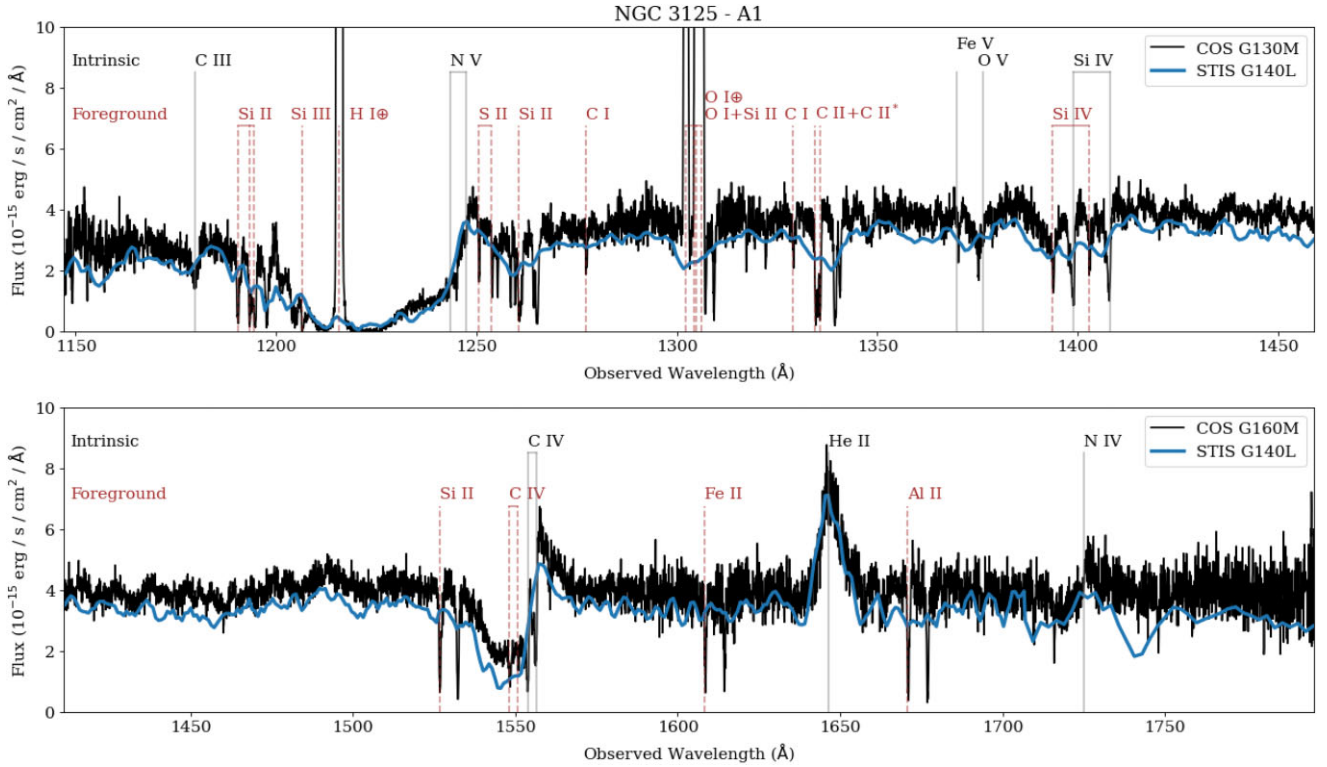 NGC 3125 - A1
10
8
6
4
2
0
Flux (10⁻¹⁵ erg / s / cm² / Å)
Intrinsic
C III
N V
Fe V
O V
Si IV
COS G130M
STIS G140L
Foreground
Si II
Si III
H I⊕
S II
Si II
C I
O I⊕
O I+Si II
C I
C II+C II*
Si IV
1150 1200 1250 1300 1350 1400 1450
Observed Wavelength (Å)
10
8
6
4
2
0
Flux (10⁻¹⁵ erg / s / cm² / Å)
Intrinsic
C IV
He II
N IV
COS G160M
STIS G140L
Foreground
Si II
C IV
Fe II
Al II
1450 1500 1550 1600 1650 1700 1750
Observed Wavelength (Å)